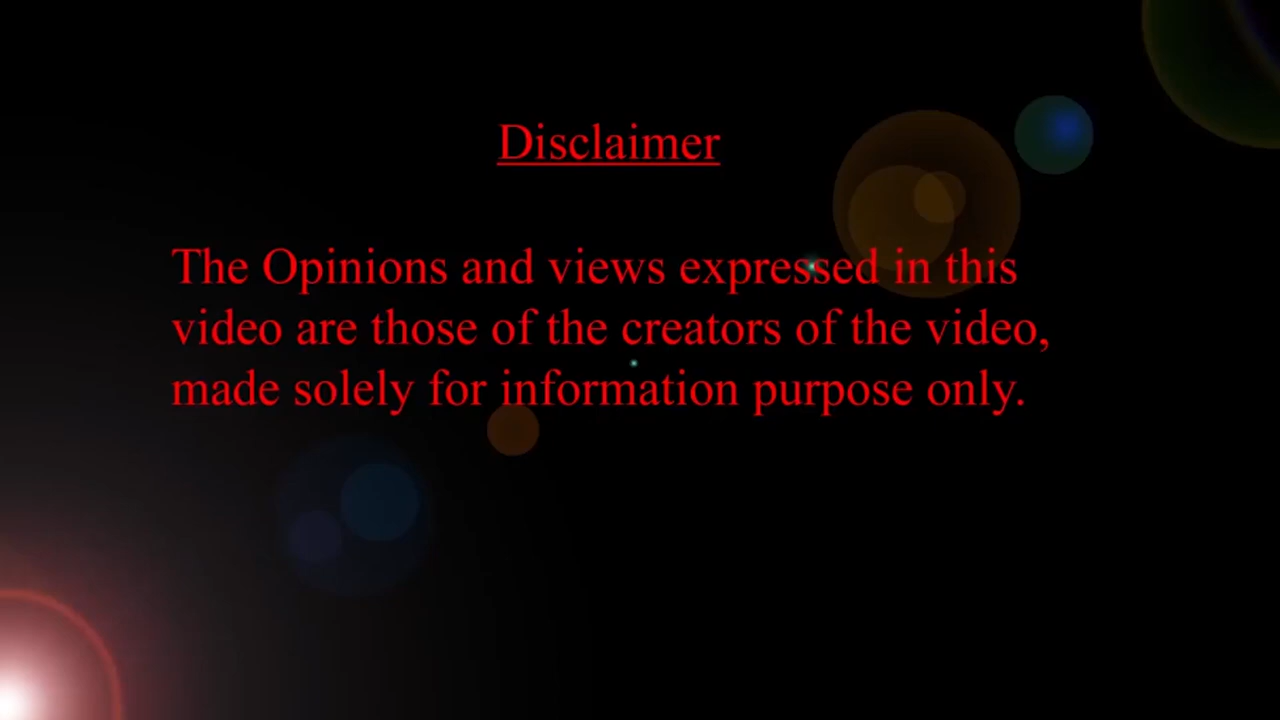 Disclaimer
The Opinions and views expressed in this
video are those of the creators of the video,
made solely for information purpose only.